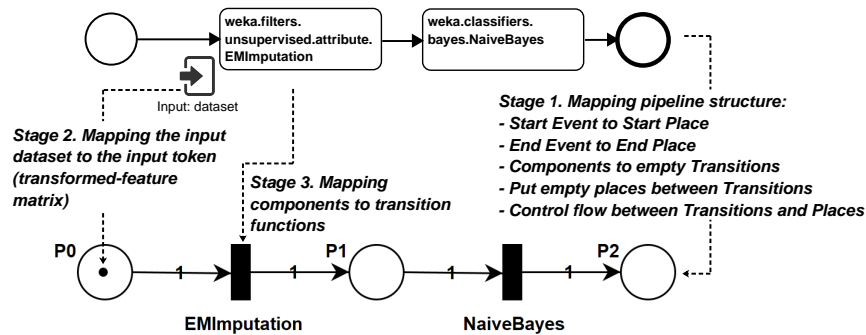 weka.filters.
unsupervised.attribute.
EMImputation
weka.classifiers.
bayes.NaiveBayes
Input: dataset
Stage 2. Mapping the input
dataset to the input token
(transformed-feature
matrix)
Stage 3. Mapping
components to transition
functions
Stage 1. Mapping pipeline structure:
- Start Event to Start Place
- End Event to End Place
- Components to empty Transitions
- Put empty places between Transitions
- Control flow between Transitions and Places
P0
1
1
P1
1
1
P2
EMImputation
NaiveBayes